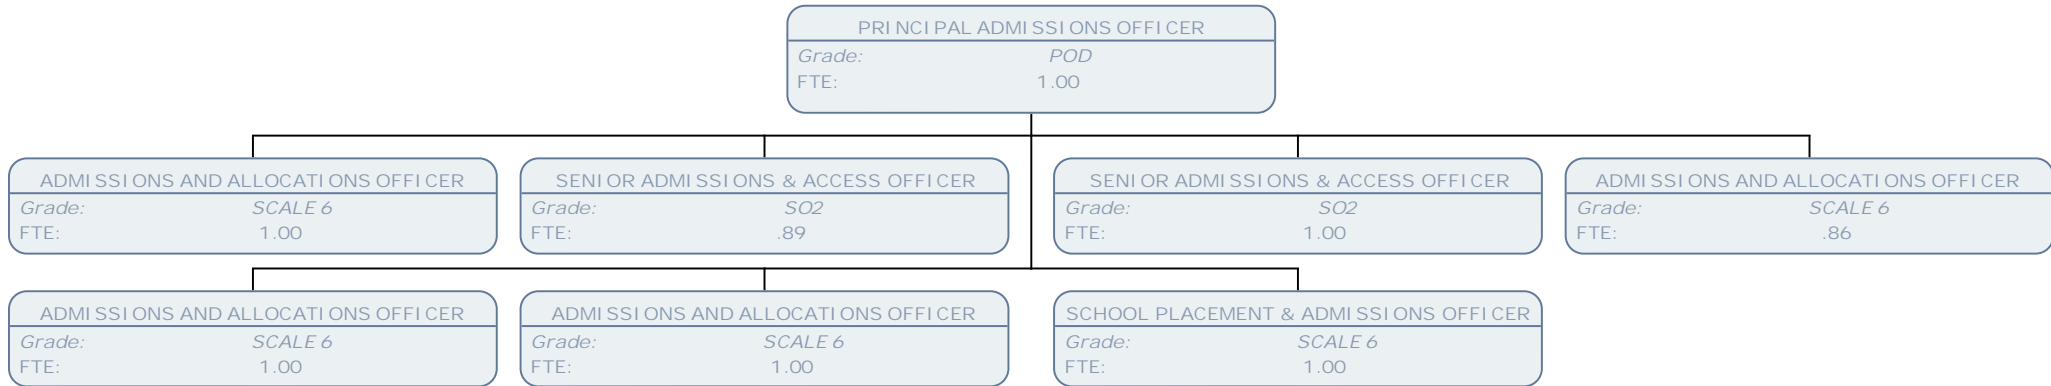 PRINCIPAL ADMISSIONS OFFICER
Grade: POD
FTE: 1.00
ADMISSIONS AND ALLOCATIONS OFFICER
Grade: SCALE 6
FTE: 1.00
SENIOR ADMISSIONS & ACCESS OFFICER
Grade: SO2
FTE: .89
SENIOR ADMISSIONS & ACCESS OFFICER
Grade: SO2
FTE: 1.00
ADMISSIONS AND ALLOCATIONS OFFICER
Grade: SCALE 6
FTE: .86
ADMISSIONS AND ALLOCATIONS OFFICER
Grade: SCALE 6
FTE: 1.00
ADMISSIONS AND ALLOCATIONS OFFICER
Grade: SCALE 6
FTE: 1.00
SCHOOL PLACEMENT & ADMISSIONS OFFICER
Grade: SCALE 6
FTE: 1.00